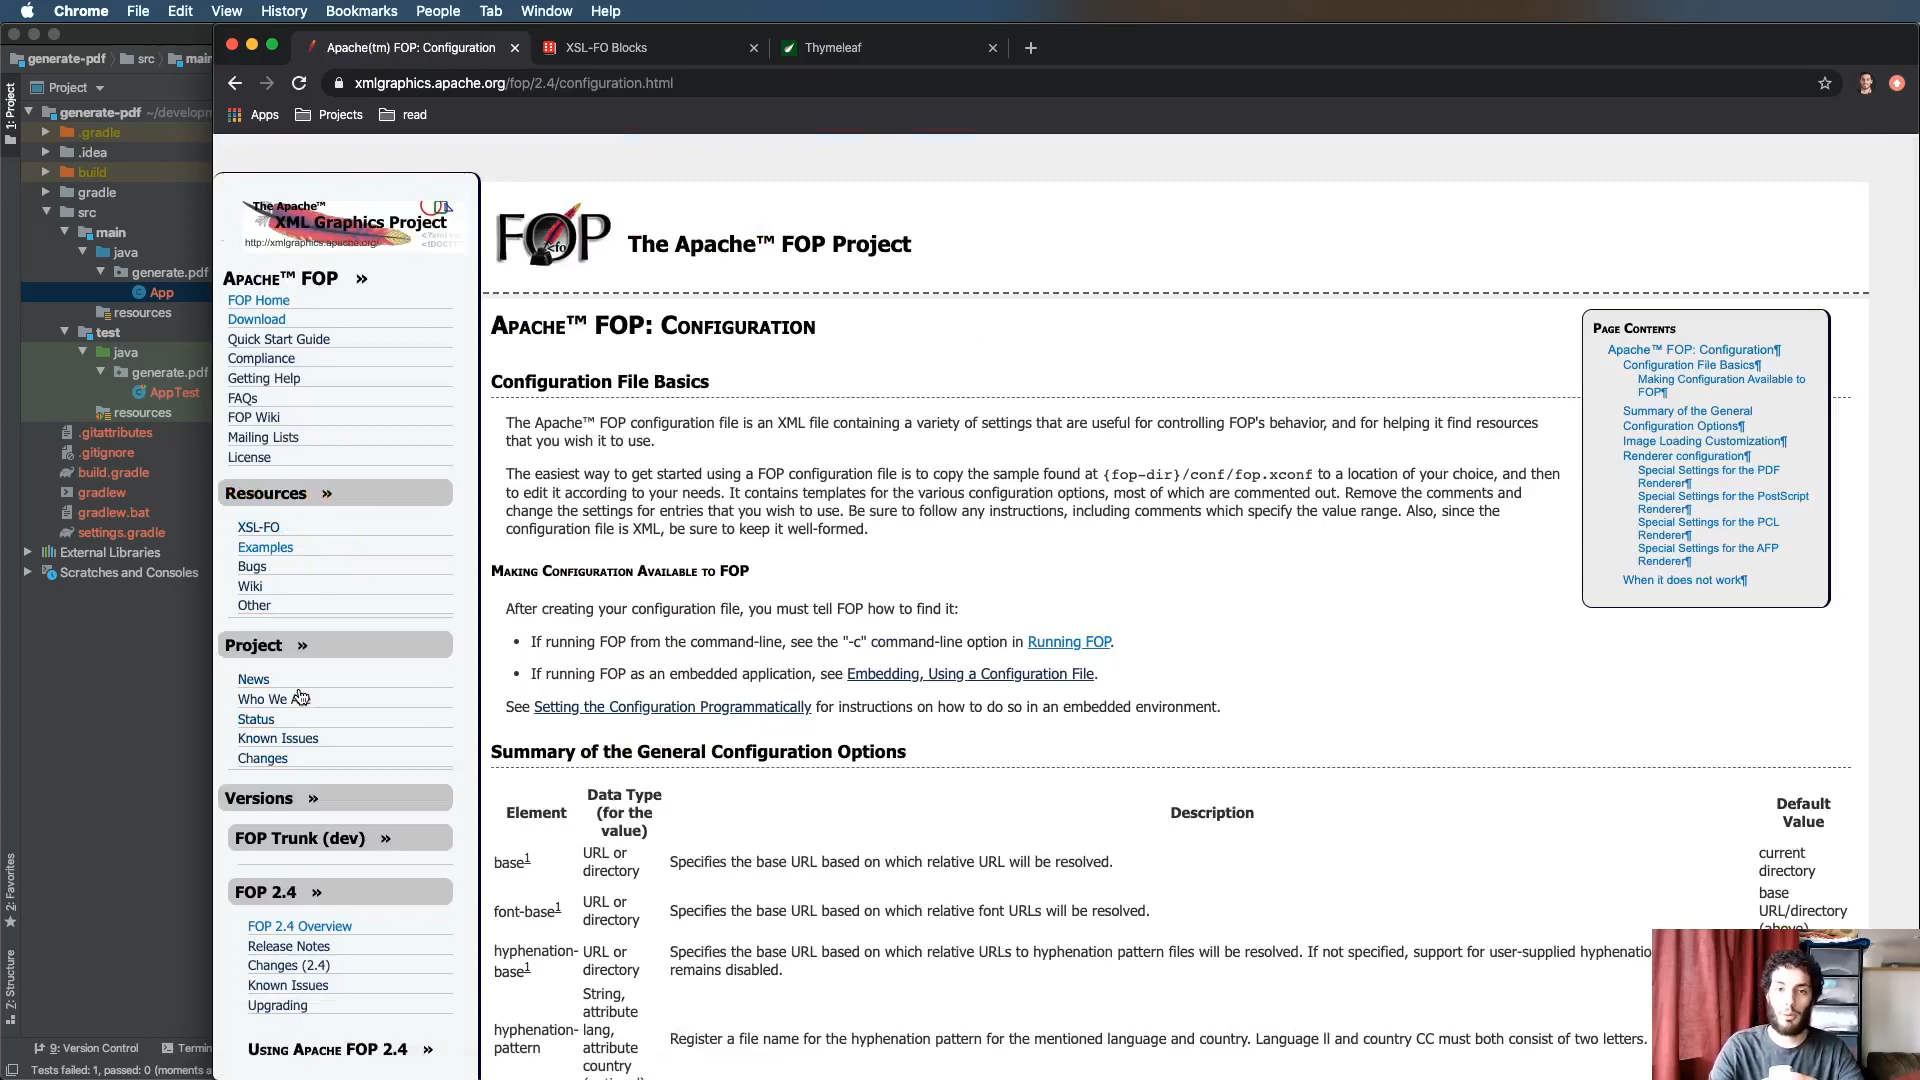 Chrome File Edit View History Bookmarks People Tab Window Help
Apache(tm) FOP: Configuration
XSL-FO Blocks
Thymeleaf
xmlgraphics.apache.org/fop/2.4/configuration.html
Apps Projects read
generate-pdf src main
Project
1: Project
generate-pdf ~/developm
.gradle
.idea
build
gradle
src
main
java
generate.pdf
App
resources
test
java
generate.pdf
AppTest
resources
.gitattributes
.gitignore
build.gradle
gradlew
gradlew.bat
settings.gradle
External Libraries
Scratches and Consoles
2: Favorites
7: Structure
9: Version Control Termin
Tests failed: 1, passed: 0 (moments a
The Apache™
XML Graphics Project
http://xmlgraphics.apache.org/
Apache™ FOP »
FOP Home
Download
Quick Start Guide
Compliance
Getting Help
FAQs
FOP Wiki
Mailing Lists
License
Resources »
XSL-FO
Examples
Bugs
Wiki
Other
Project »
News
Who We
Status
Known Issues
Changes
Versions »
FOP Trunk (dev) »
FOP 2.4 »
FOP 2.4 Overview
Release Notes
Changes (2.4)
Known Issues
Upgrading
Using Apache FOP 2.4 »
FOP
<fo
The Apache™ FOP Project
Apache™ FOP: Configuration
Configuration File Basics
The Apache™ FOP configuration file is an XML file containing a variety of settings that are useful for controlling FOP's behavior, and for helping it find resources
that you wish it to use.
The easiest way to get started using a FOP configuration file is to copy the sample found at {fop-dir}/conf/fop.xconf to a location of your choice, and then
to edit it according to your needs. It contains templates for the various configuration options, most of which are commented out. Remove the comments and
change the settings for entries that you wish to use. Be sure to follow any instructions, including comments which specify the value range. Also, since the
configuration file is XML, be sure to keep it well-formed.
Making Configuration Available to FOP
After creating your configuration file, you must tell FOP how to find it:
• If running FOP from the command-line, see the "-c" command-line option in Running FOP.
• If running FOP as an embedded application, see Embedding, Using a Configuration File.
See Setting the Configuration Programmatically for instructions on how to do so in an embedded environment.
Summary of the General Configuration Options
Element
Data Type
(for the
value)
Description
Default
Value
base1
URL or
directory
Specifies the base URL based on which relative URL will be resolved.
current
directory
font-base1
URL or
directory
Specifies the base URL based on which relative font URLs will be resolved.
base
URL/directory
(above)
hyphenation-
base1
URL or
directory
Specifies the base URL based on which relative URLs to hyphenation pattern files will be resolved. If not specified, support for user-supplied hyphenatio
remains disabled.
hyphenation-
pattern
String,
attribute
lang,
attribute
country
Register a file name for the hyphenation pattern for the mentioned language and country. Language ll and country CC must both consist of two letters.
Page Contents
Apache™ FOP: Configuration¶
Configuration File Basics¶
Making Configuration Available to
FOP¶
Summary of the General
Configuration Options¶
Image Loading Customization¶
Renderer configuration¶
Special Settings for the PDF
Renderer¶
Special Settings for the PostScript
Renderer¶
Special Settings for the PCL
Renderer¶
Special Settings for the AFP
Renderer¶
When it does not work¶